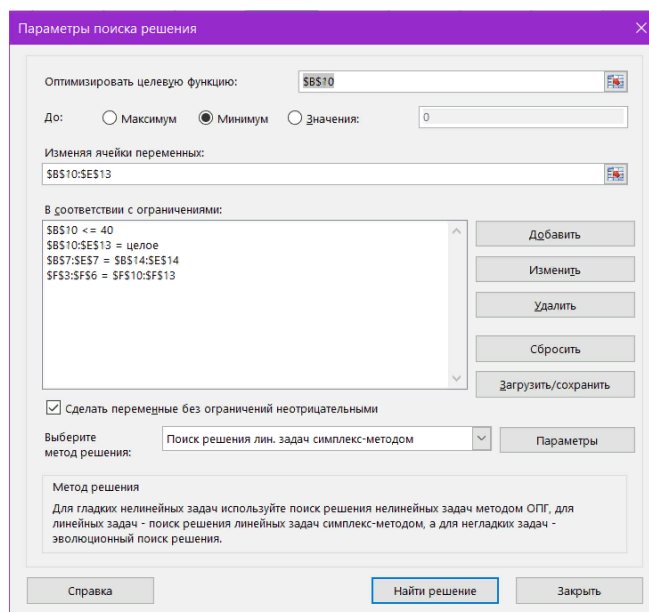 Параметры поиска решения
Оптимизировать целевую функцию: $B$10
До: Максимум Минимум Значения: 0
Изменяя ячейки переменных:
$B$10:$E$13
В соответствии с ограничениями:
$B$10 <= 40
$B$10:$E$13 = целое
$B$7:$E$7 = $B$14:$E$14
$F$3:$F$6 = $F$10:$F$13
Добавить
Изменить
Удалить
Сбросить
Загрузить/сохранить
Сделать переменные без ограничений неотрицательными
Выберите
метод решения:
Поиск решения лин. задач симплекс-методом
Параметры
Метод решения
Для гладких нелинейных задач используйте поиск решения нелинейных задач методом ОПГ, для
линейных задач - поиск решения линейных задач симплекс-методом, а для негладких задач -
эволюционный поиск решения.
Справка Найти решение Закрыть